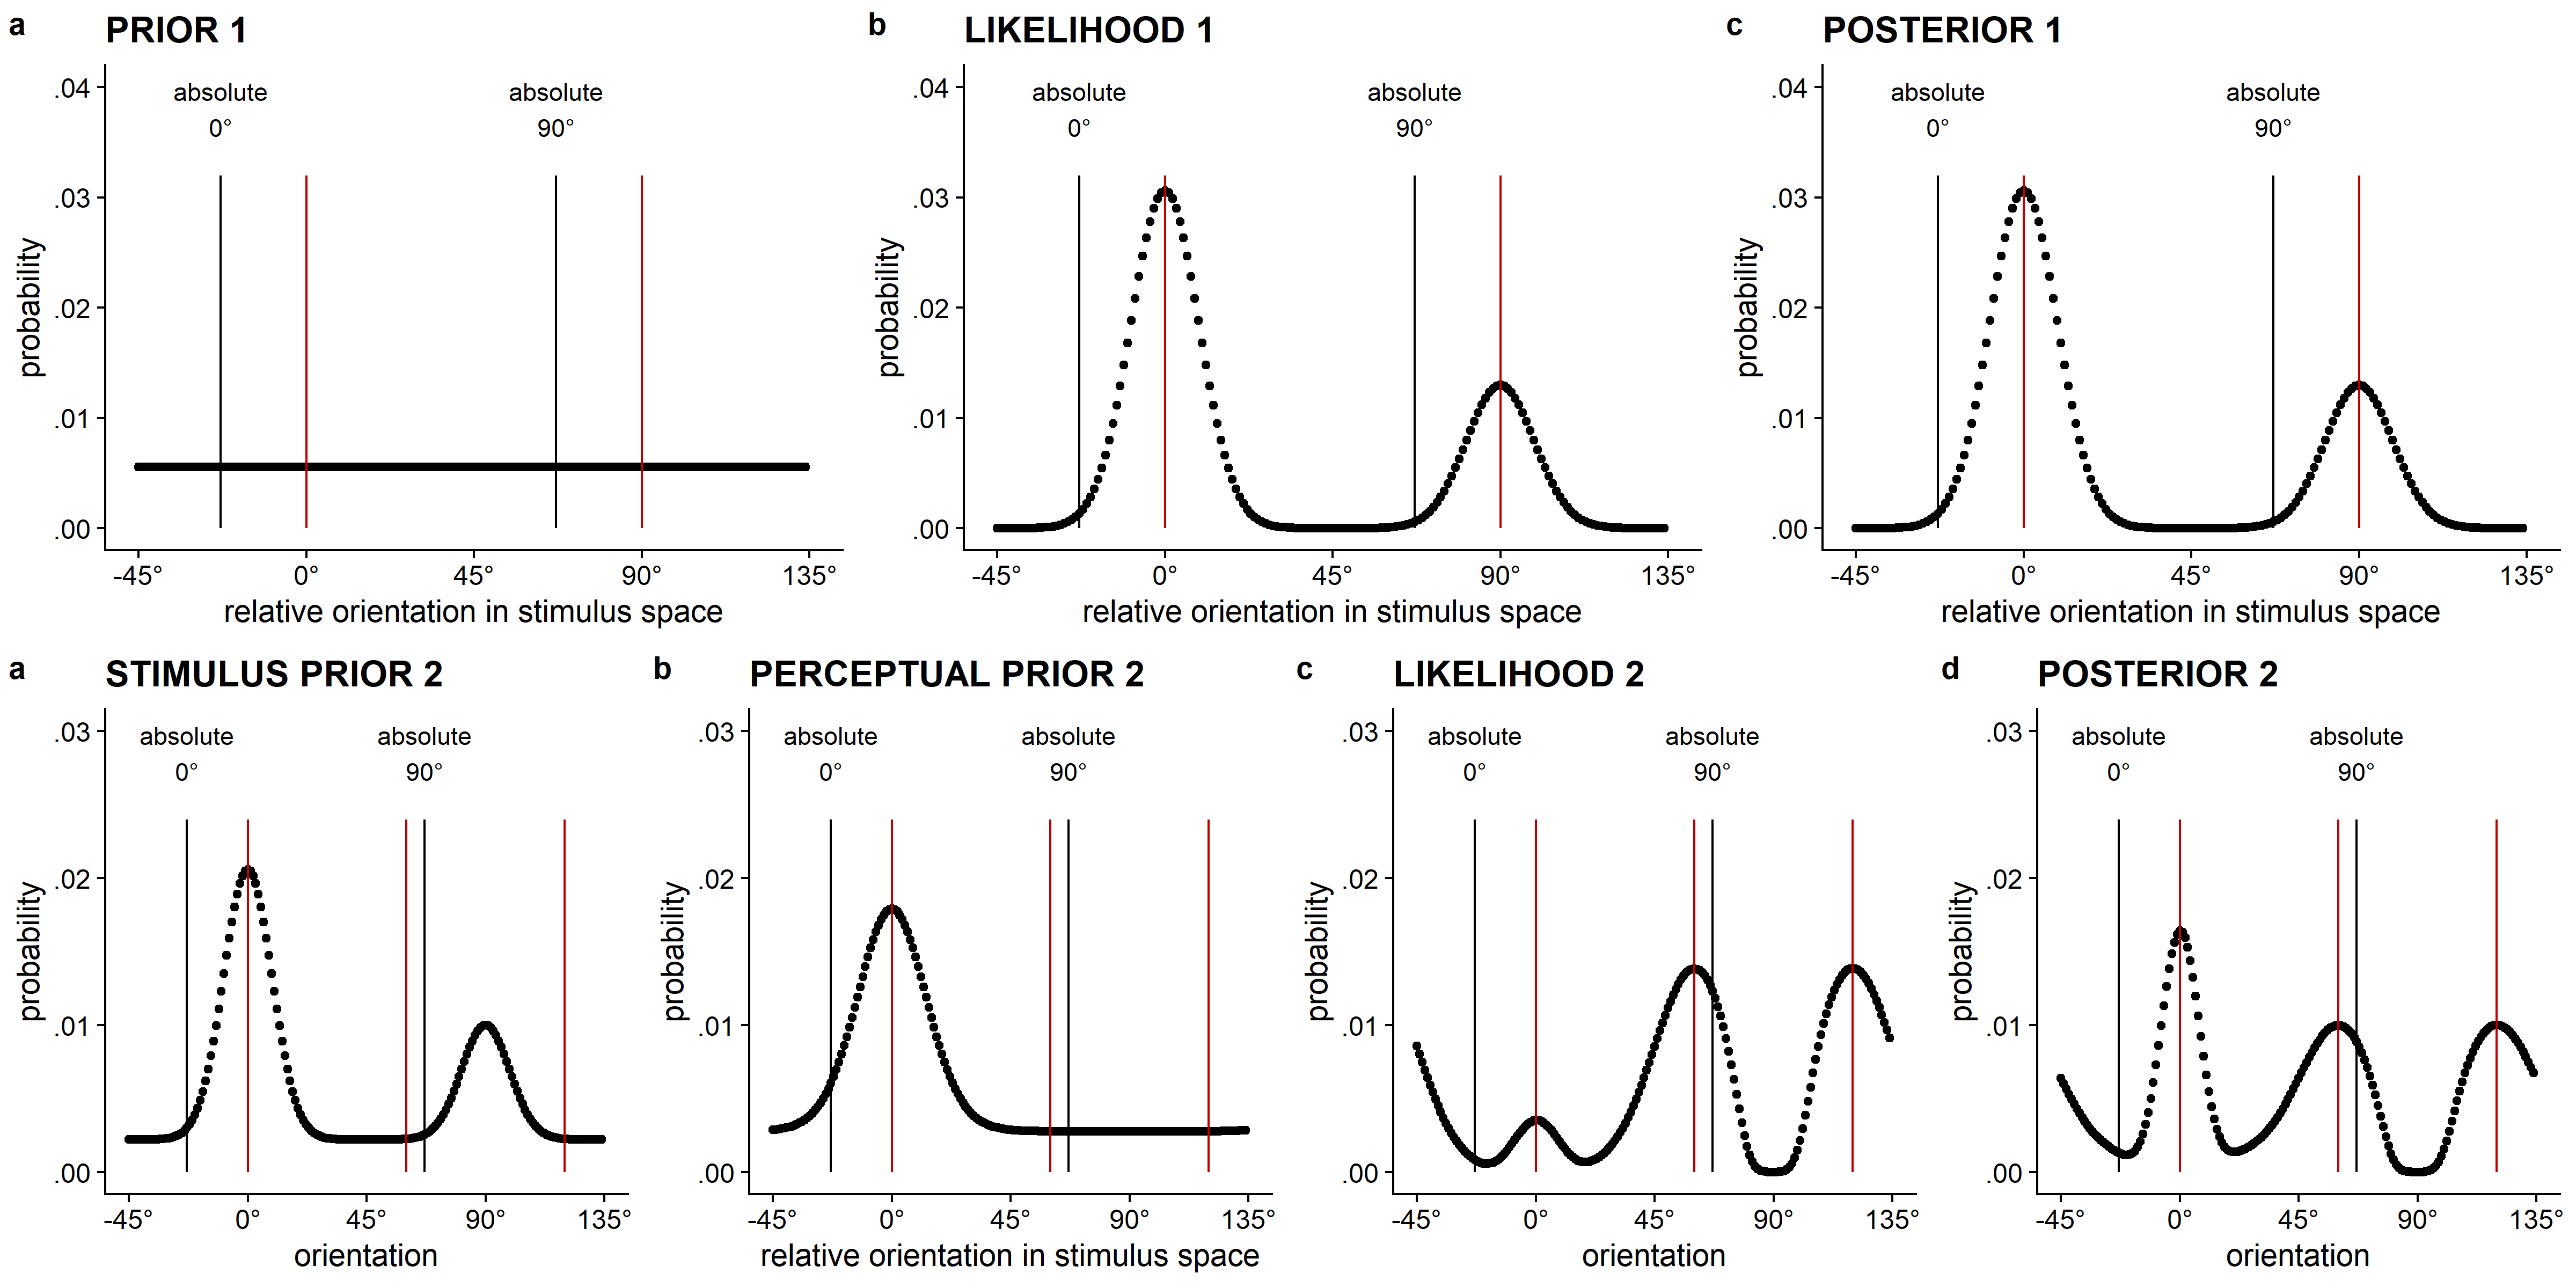 a PRIOR 1
absolute absolute
0° 90°
.04
.03
.02
.01
.00
probability
-45° 0° 45° 90° 135°
relative orientation in stimulus space
b LIKELIHOOD 1
absolute absolute
0° 90°
.04
.03
.02
.01
.00
probability
-45° 0° 45° 90° 135°
relative orientation in stimulus space
c POSTERIOR 1
absolute absolute
0° 90°
.04
.03
.02
.01
.00
probability
-45° 0° 45° 90° 135°
relative orientation in stimulus space
a STIMULUS PRIOR 2
absolute absolute
0° 90°
.03
.02
.01
.00
probability
-45° 0° 45° 90° 135°
orientation
b PERCEPTUAL PRIOR 2
absolute absolute
0° 90°
.03
.02
.01
.00
probability
-45° 0° 45° 90° 135°
relative orientation in stimulus space
c LIKELIHOOD 2
absolute absolute
0° 90°
.03
.02
.01
.00
probability
-45° 0° 45° 90° 135°
orientation
d POSTERIOR 2
absolute absolute
0° 90°
.03
.02
.01
.00
probability
-45° 0° 45° 90° 135°
orientation